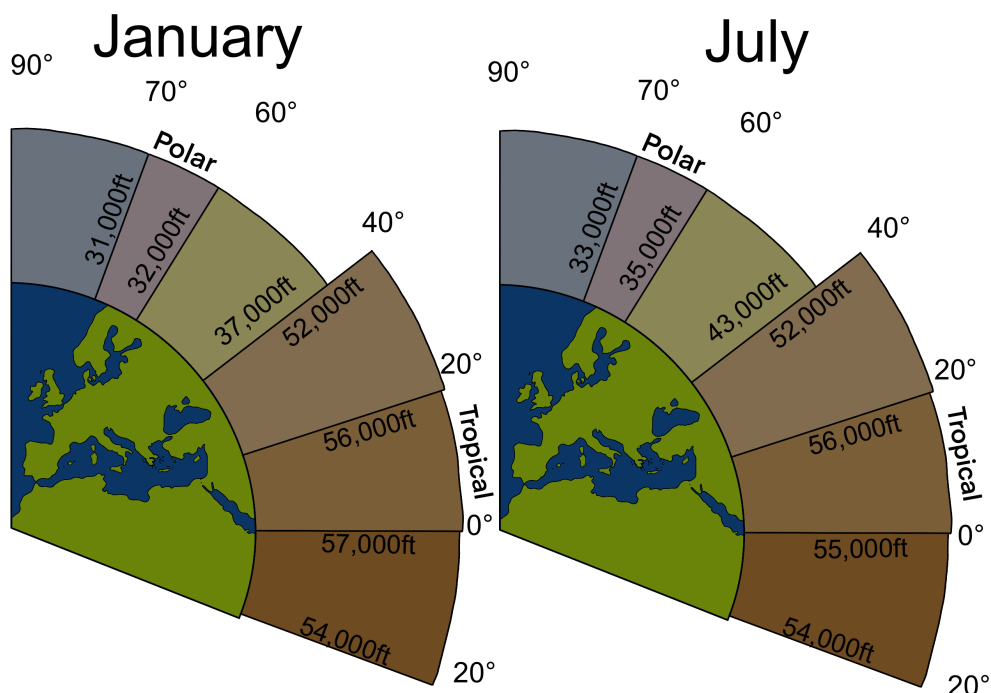 January
90°
70°
60°
Polar
31,000ft
32,000ft
37,000ft
40°
52,000ft
20°
56,000ft
Tropical
0°
57,000ft
54,000ft
20°
July
90°
70°
60°
Polar
33,000ft
35,000ft
43,000ft
40°
52,000ft
20°
56,000ft
Tropical
0°
55,000ft
54,000ft
20°